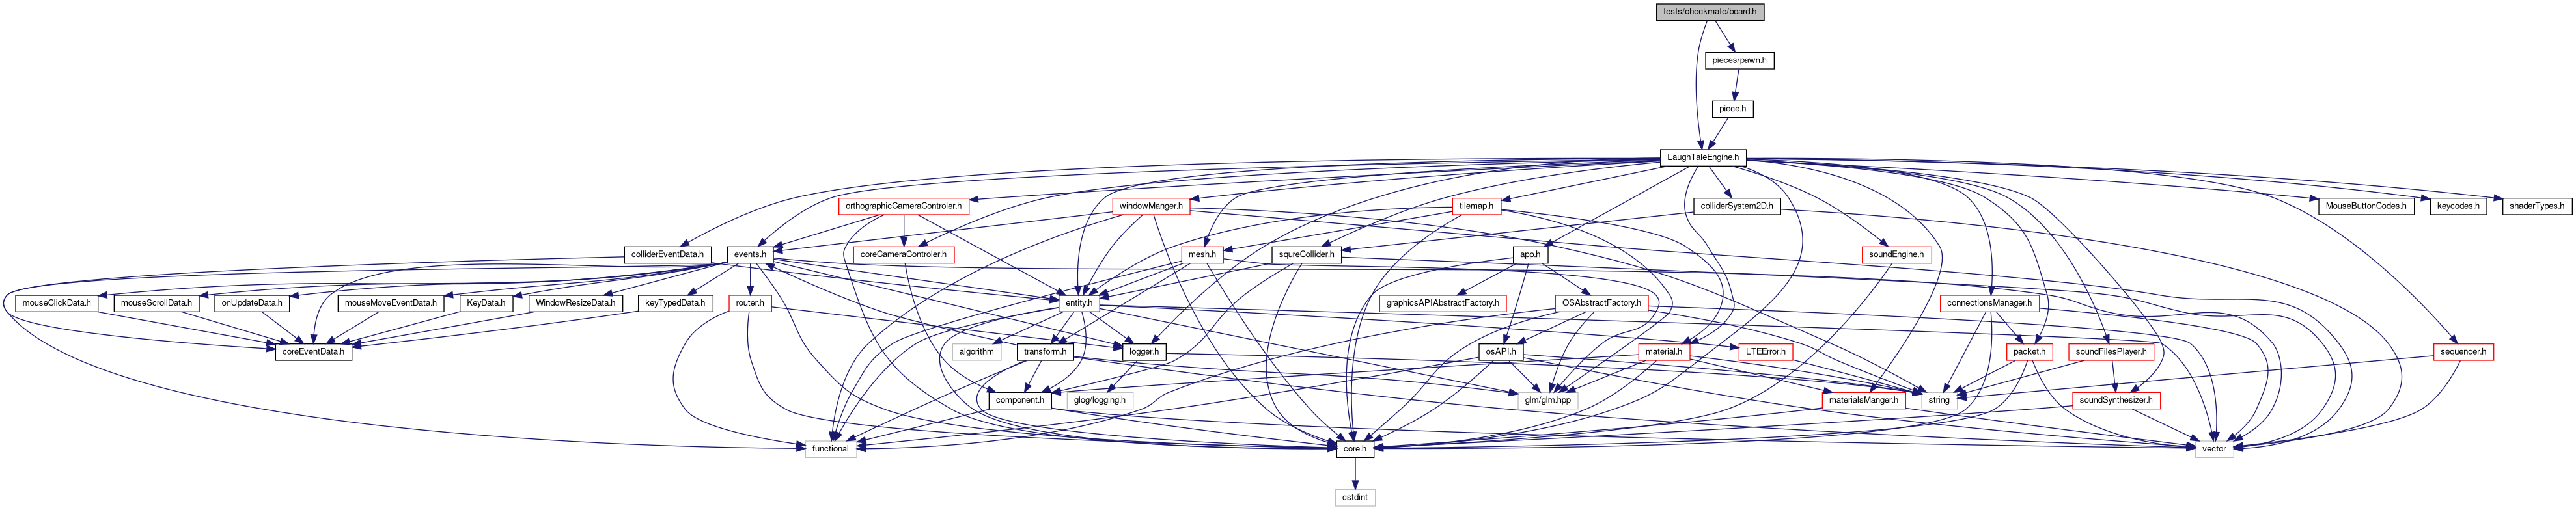 tests/checkmate/board.h
pieces/pawn.h
piece.h
LaughTaleEngine.h
orthographicCameraControler.h
windowManger.h
tilemap.h
colliderSystem2D.h
MouseButtonCodes.h
keycodes.h
shaderTypes.h
colliderEventData.h
events.h
coreCameraControler.h
mesh.h
squreCollider.h
app.h
soundEngine.h
mouseClickData.h
mouseScrollData.h
onUpdateData.h
mouseMoveEventData.h
KeyData.h
WindowResizeData.h
keyTypedData.h
router.h
entity.h
graphicsAPIAbstractFactory.h
OSAbstractFactory.h
connectionsManager.h
coreEventData.h
algorithm
transform.h
logger.h
osAPI.h
material.h
LTEError.h
packet.h
soundFilesPlayer.h
sequencer.h
component.h
glog/logging.h
glm/glm.hpp
materialsManger.h
string
soundSynthesizer.h
functional
core.h
vector
cstdint